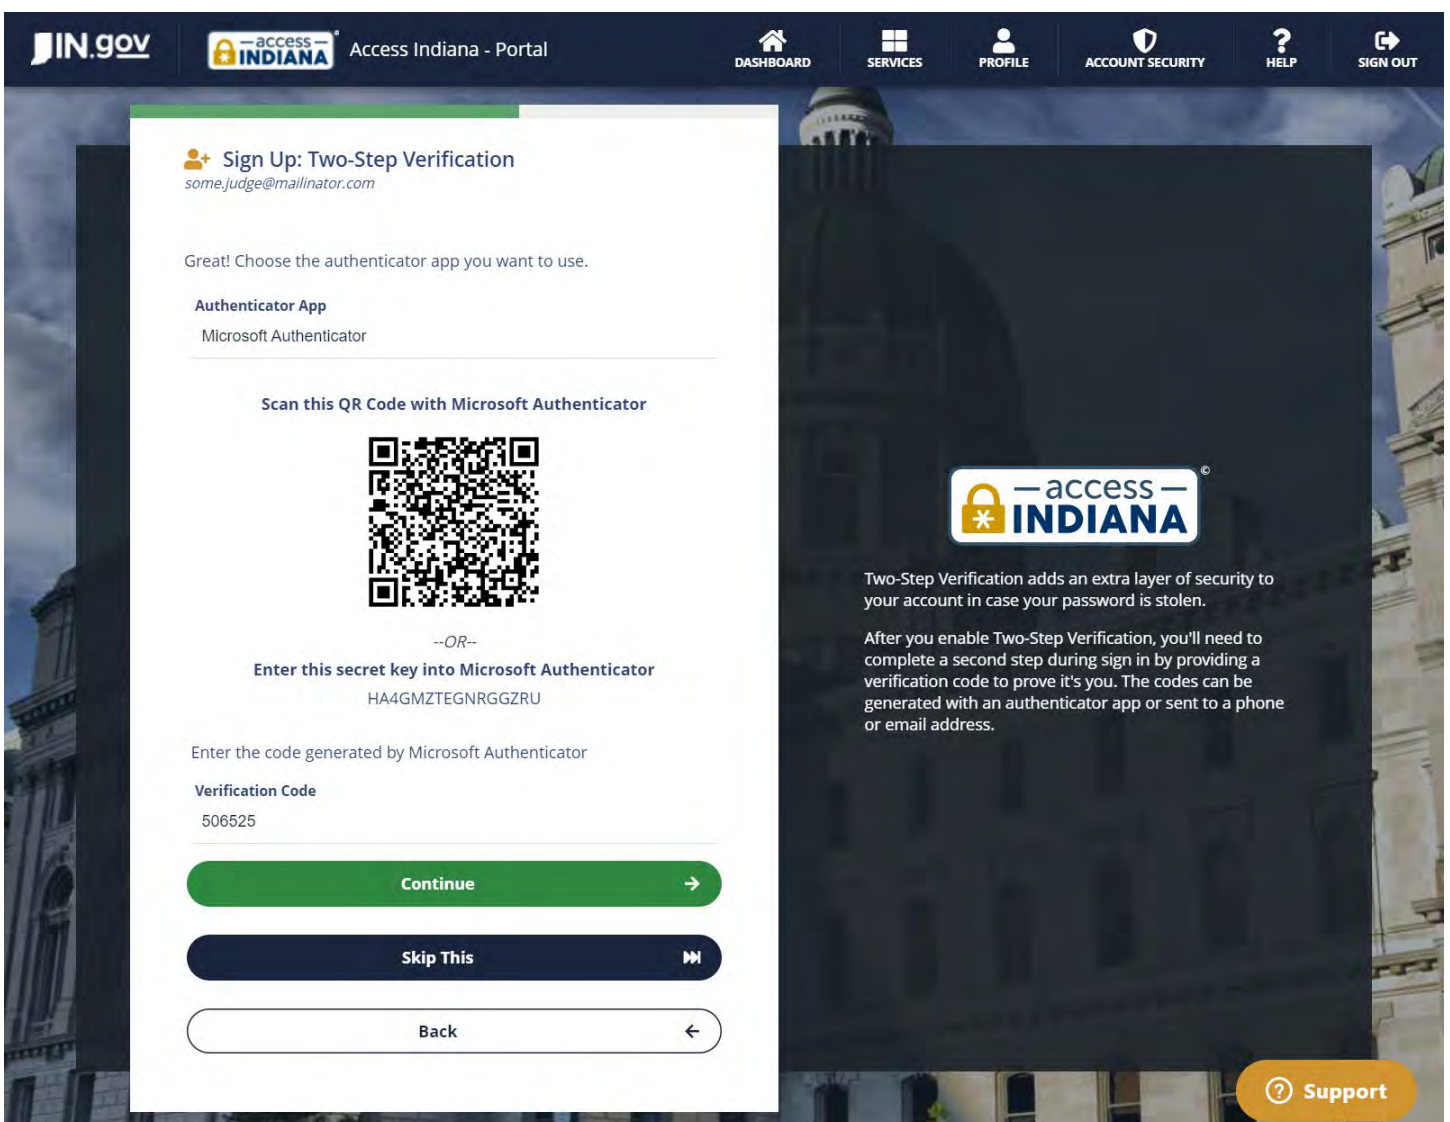 IN.gov
access INDIANA
Access Indiana - Portal
DASHBOARD
SERVICES
PROFILE
ACCOUNT SECURITY
HELP
SIGN OUT
Sign Up: Two-Step Verification
some.judge@mailinator.com
Great! Choose the authenticator app you want to use.
Authenticator App
Microsoft Authenticator
Scan this QR Code with Microsoft Authenticator
--OR--
Enter this secret key into Microsoft Authenticator
HA4GMZTEGNRGGZRU
Enter the code generated by Microsoft Authenticator
Verification Code
506525
Continue
Skip This
Back
©
access
INDIANA
Two-Step Verification adds an extra layer of security to
your account in case your password is stolen.
After you enable Two-Step Verification, you'll need to
complete a second step during sign in by providing a
verification code to prove it's you. The codes can be
generated with an authenticator app or sent to a phone
or email address.
Support